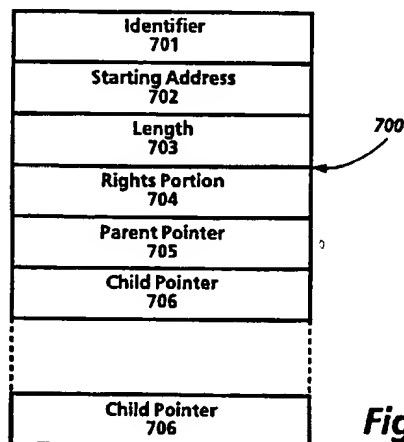 Identifier
701
Starting Address
702
Length
703
700
Rights Portion
704
Parent Pointer
705
Child Pointer
706
Child Pointer
706
Fig